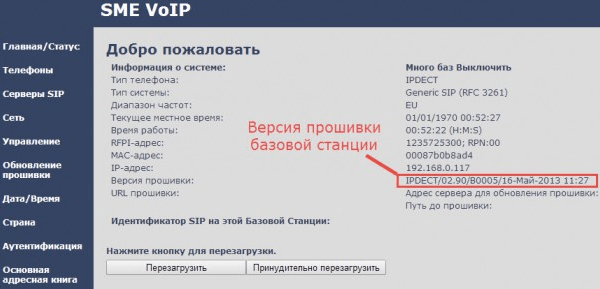 SME VoIP
Главная/Статус
Телефоны
Серверы SIP
Сеть
Управление
Обновление
прошивки
Дата/Время
Страна
Аутентификация
Основная
адресная книга
Добро пожаловать
Информация о системе: Много баз Выключить
Тип телефона: IPDECT
Тип системы: Generic SIP (RFC 3261)
Диапазон частот: EU
Текущее местное время: 01/01/1970 00:52:27
Время работы: 00:52:22 (H:M:S)
RFPI-адрес: 1235725300; RPN:00
MAC-адрес: 00087b0b8ad4
IP-адрес: 192.168.0.117
Версия прошивки: IPDECT/02.90/B0005/16-Май-2013 11:27
URL прошивки: Адрес сервера для обновления прошивки:
Путь до прошивки:
Версия прошивки
базовой станции
Идентификатор SIP на этой Базовой Станции:
Нажмите кнопку для перезагрузки.
Перезагрузить Принудительно перезагрузить